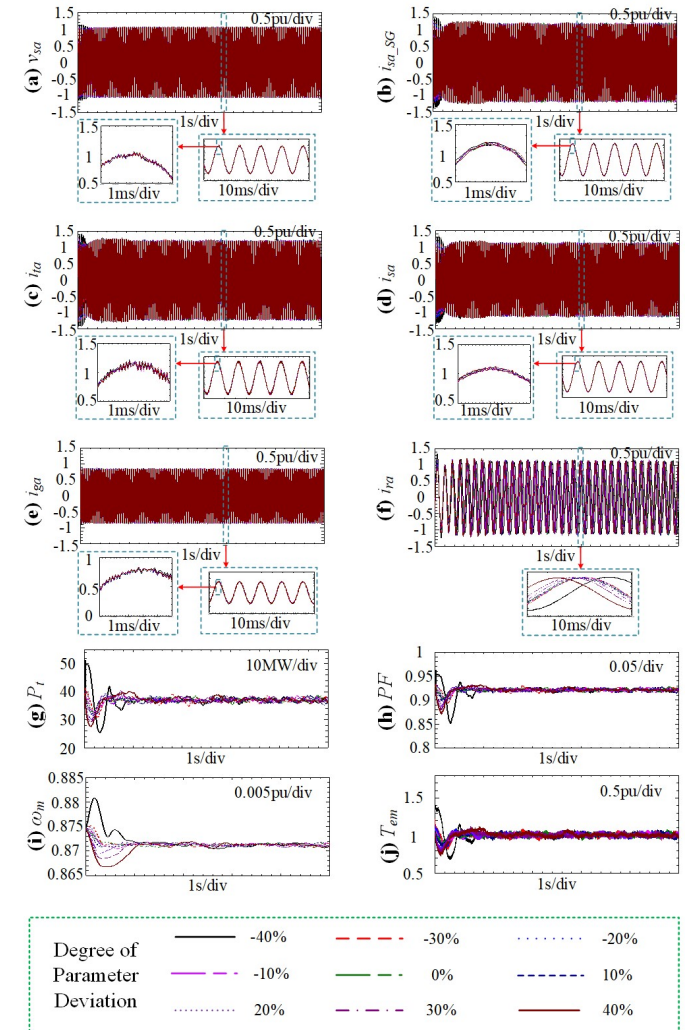 (a) v_sa
1.5
1
0.5
0
-0.5
-1
-1.5
0.5pu/div
1s/div
1.5
1
0.5
1ms/div
10ms/div
(b) i_sa_SG
1.5
1
0.5
0
-0.5
-1
-1.5
0.5pu/div
1s/div
1.5
1
0.5
1ms/div
10ms/div
(c) i_ta
1.5
1
0.5
0
-0.5
-1
-1.5
0.5pu/div
1s/div
1.5
1
0.5
1ms/div
10ms/div
(d) i_sa
1.5
1
0.5
0
-0.5
-1
-1.5
0.5pu/div
1s/div
1.5
1
0.5
1ms/div
10ms/div
(e) i_ga
1.5
1
0.5
0
-0.5
-1
-1.5
0.5pu/div
1s/div
1
0.5
0
1ms/div
10ms/div
(f) i_ra
1.5
1
0.5
0
-0.5
-1
-1.5
0.5pu/div
1s/div
10ms/div
(g) P_t
50
40
30
20
10MW/div
1s/div
(h) PF
1
0.95
0.9
0.85
0.8
0.05/div
1s/div
(i) ω_m
0.885
0.88
0.875
0.87
0.865
0.005pu/div
1s/div
(j) T_em
1.5
1
0.5
0.5pu/div
1s/div
Degree of
Parameter
Deviation
-40% -30% -20%
-10% 0% 10%
20% 30% 40%